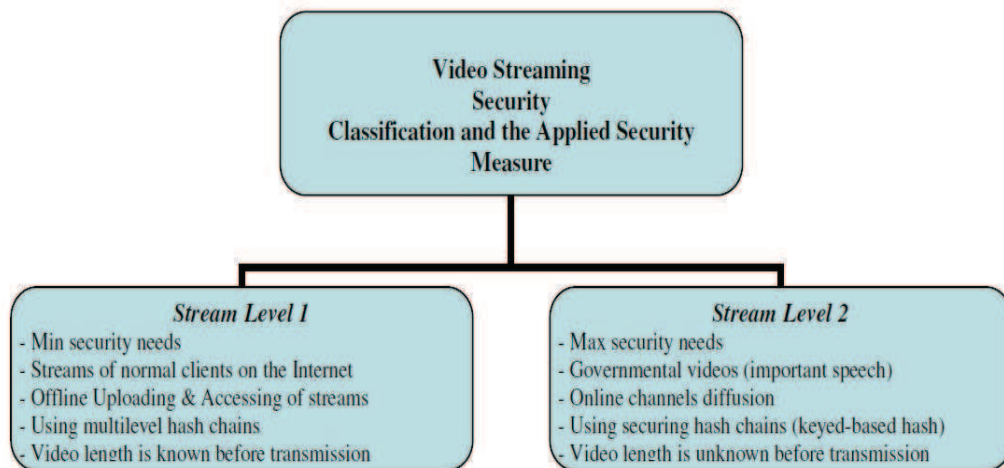 Video Streaming
Security
Classification and the Applied Security
Measure
Stream Level 1
- Min security needs
- Streams of normal clients on the Internet
- Offline Uploading & Accessing of streams
- Using multilevel hash chains
- Video length is known before transmission
Stream Level 2
- Max security needs
- Governmental videos (important speech)
- Online channels diffusion
- Using securing hash chains (keyed-based hash)
- Video length is unknown before transmission